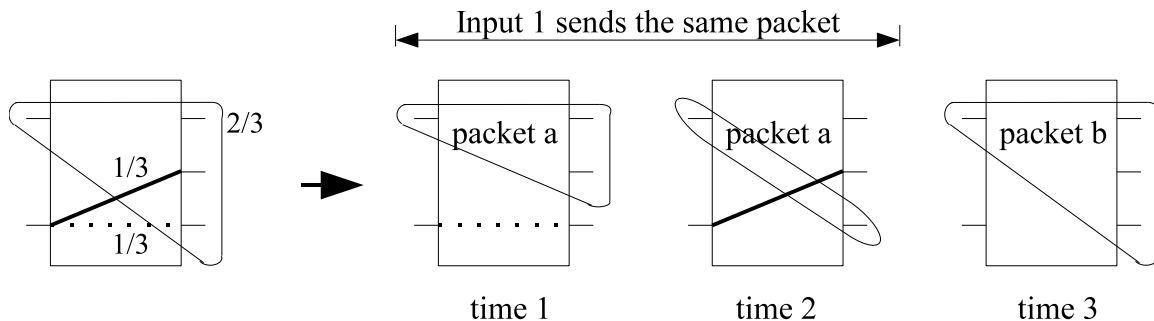 Input 1 sends the same packet
2/3
1/3
1/3
packet a
packet a
packet b
time 1
time 2
time 3